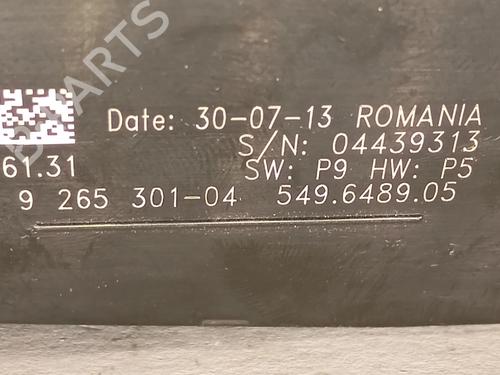 Date: 30-07-13 ROMANIA
S/N: 04439313
61.31 SW: P9 HW: P5
9 265 301-04 549.6489.05